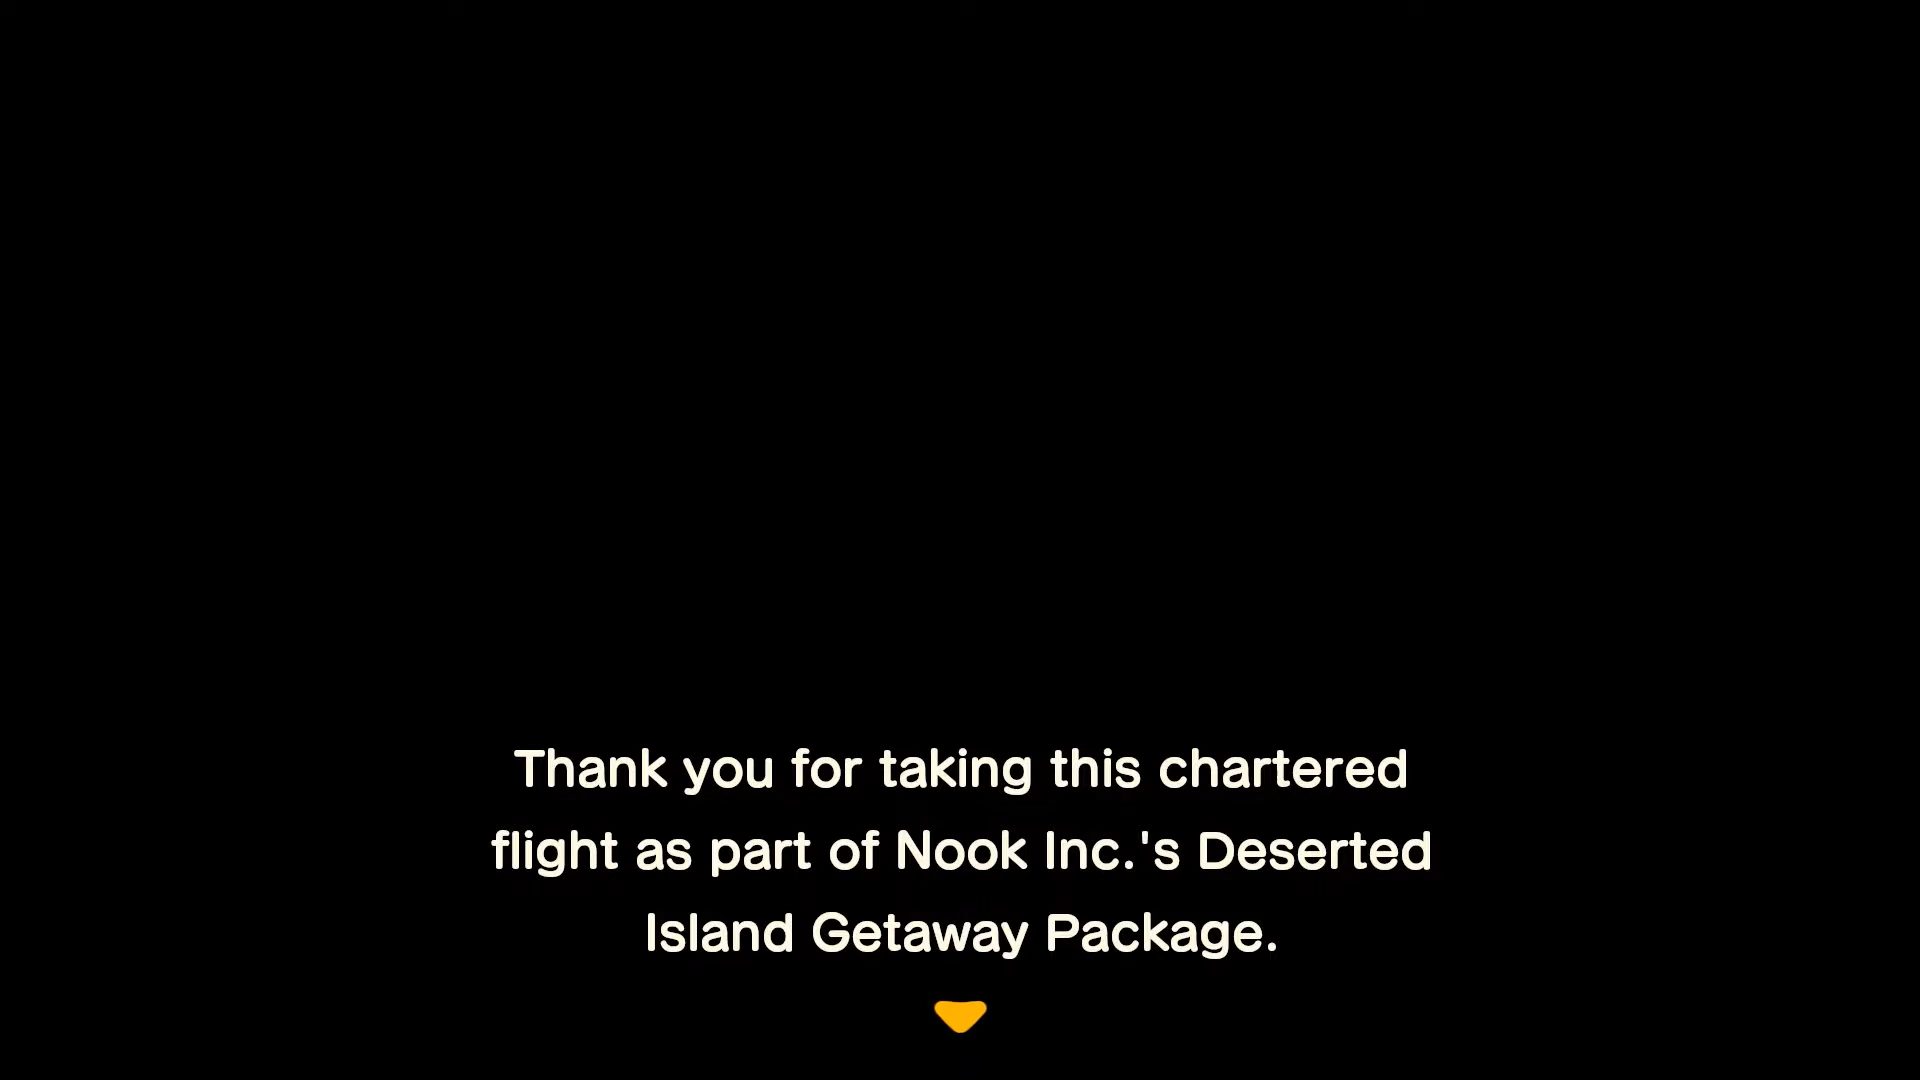 Thank you for taking this chartered
flight as part of Nook Inc.'s Deserted
Island Getaway Package.